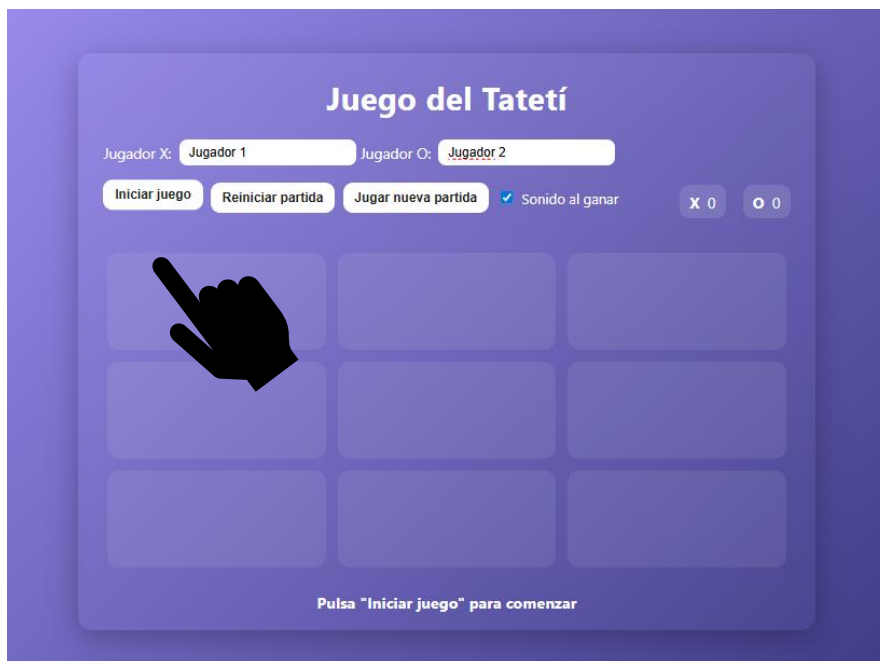 Juego del Tatetí
Jugador X: Jugador 1 Jugador O: Jugador 2
Iniciar juego Reiniciar partida Jugar nueva partida Sonido al ganar X 0 O 0
Pulsa "Iniciar juego" para comenzar